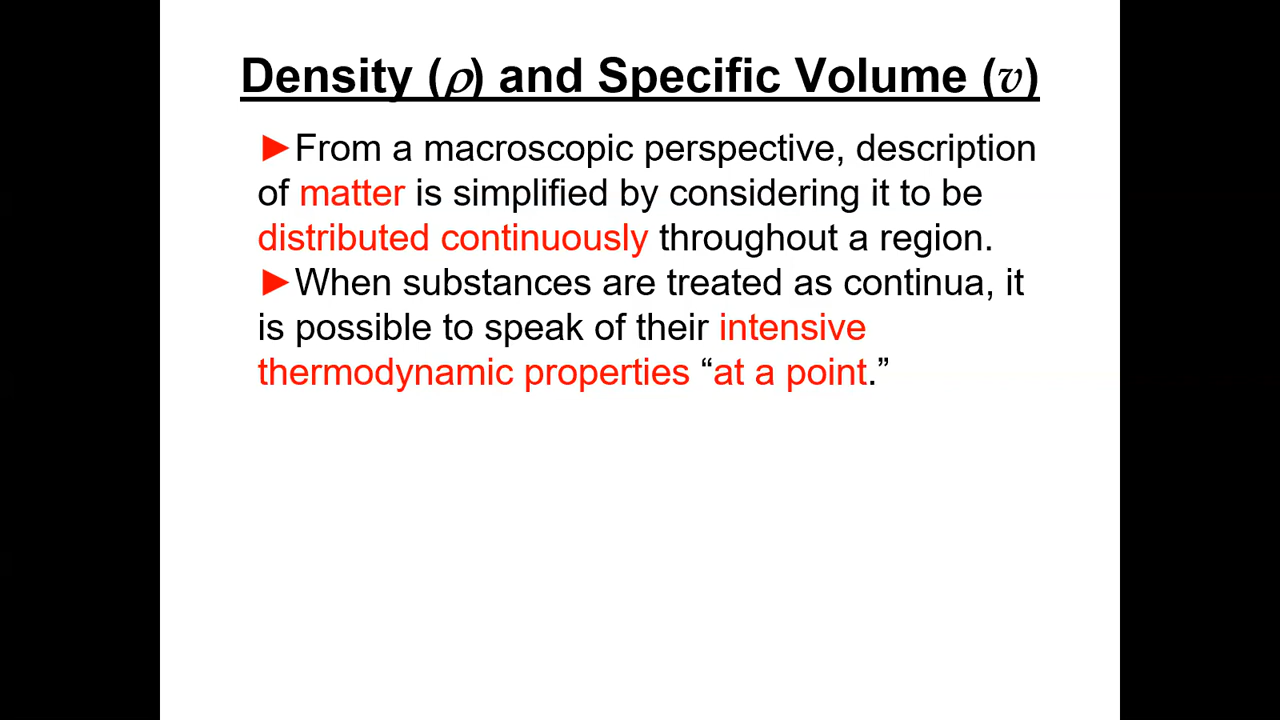 Density (ρ) and Specific Volume (v)
►From a macroscopic perspective, description
of matter is simplified by considering it to be
distributed continuously throughout a region.
►When substances are treated as continua, it
is possible to speak of their intensive
thermodynamic properties “at a point.”